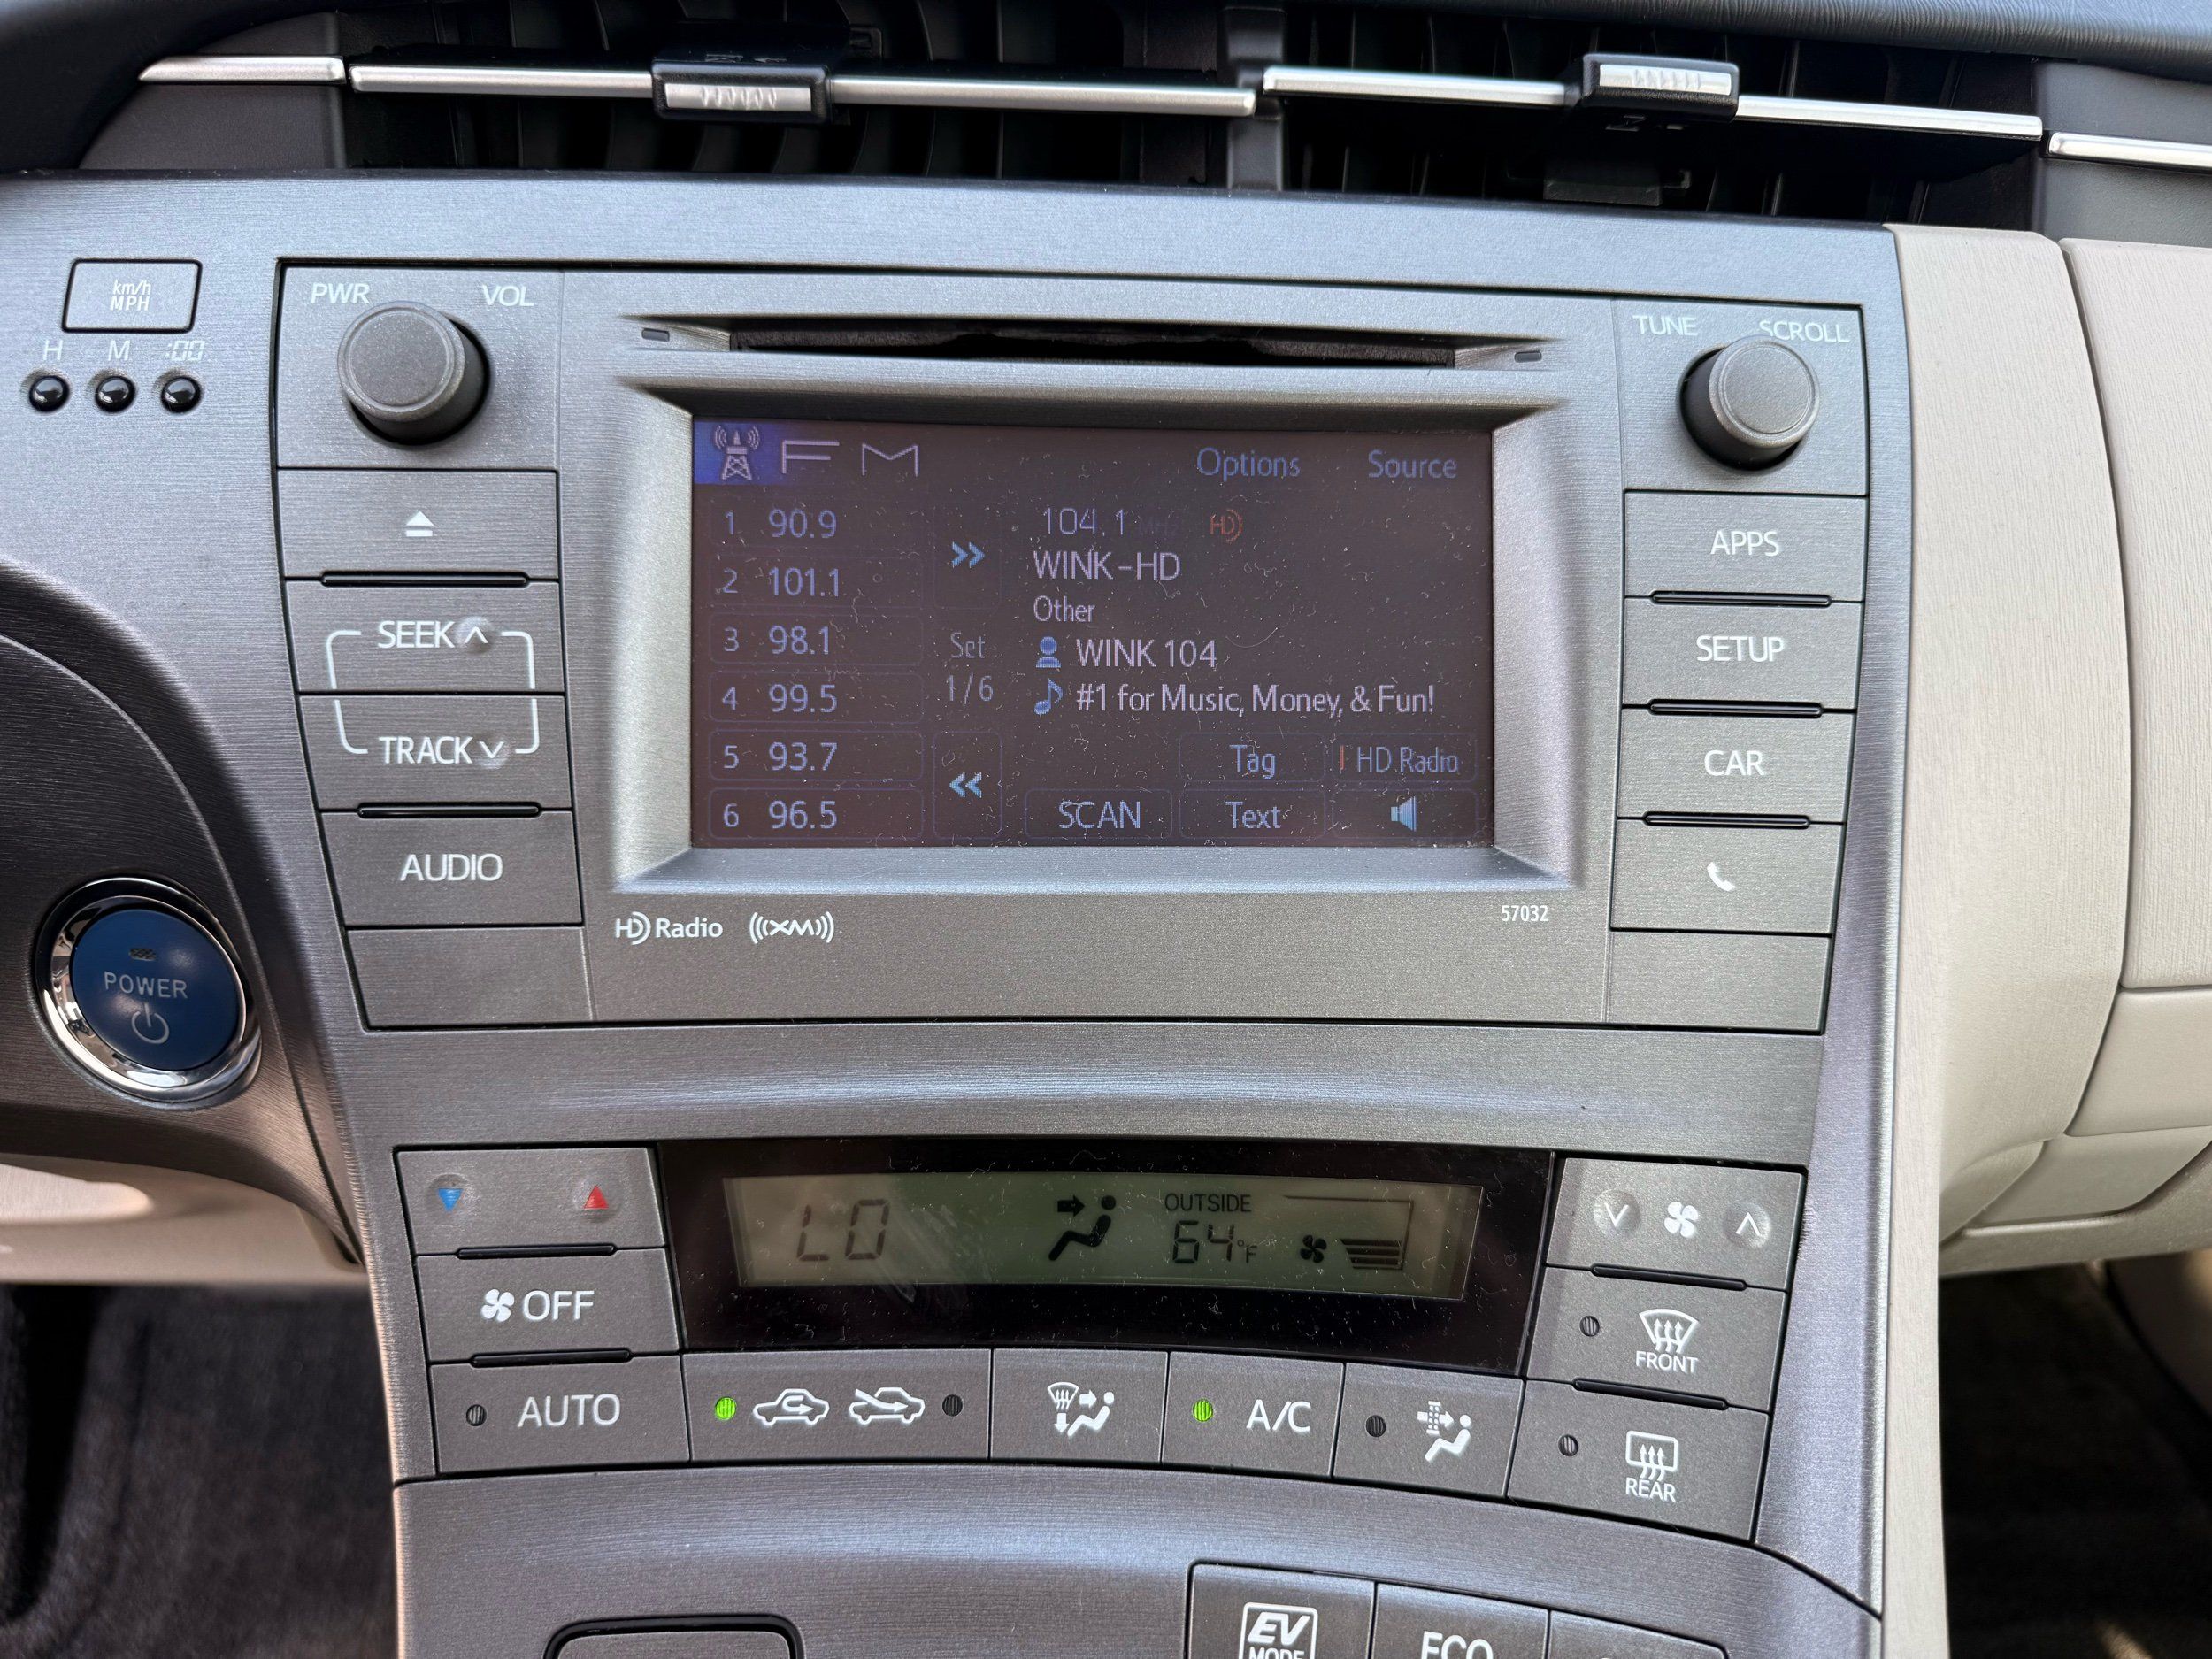 km/h
MPH
H M :00
PWR VOL
TUNE SCROLL
FM Options Source
1 90.9
2 101.1
3 98.1
4 99.5
5 93.7
6 96.5
Set
1/6
104.1 MHz HD
WINK-HD
Other
WINK 104
#1 for Music, Money, & Fun!
Tag HD Radio
SCAN Text
SEEK
TRACK
AUDIO
APPS
SETUP
CAR
HD Radio ((XM)) 57032
POWER
LO OUTSIDE
64°F
OFF
AUTO
A/C
FRONT
REAR
EV
MODE
ECO